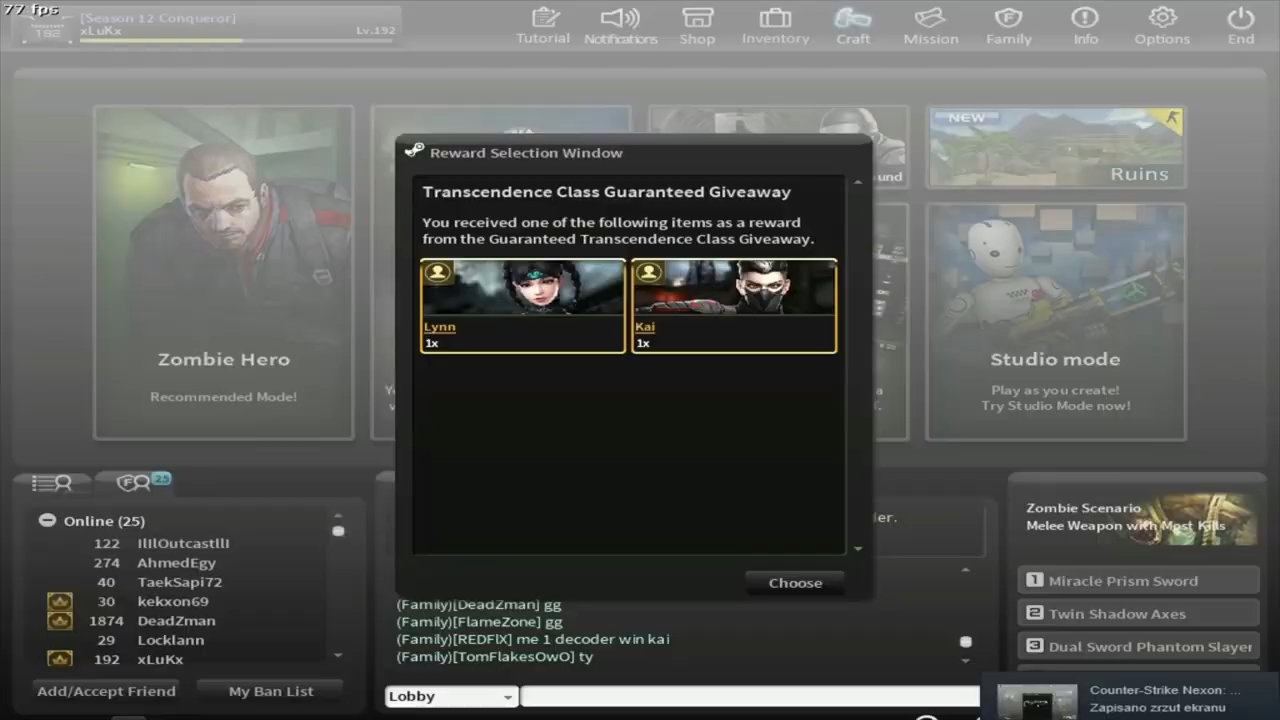 77 fps
[Season 12 Conqueror]
192
xLuKx
Lv.192
Tutorial
Notifications
Shop
Inventory
Craft
Mission
Family
Info
Options
End
Reward Selection Window
Transcendence Class Guaranteed Giveaway
You received one of the following items as a reward
from the Guaranteed Transcendence Class Giveaway.
Lynn
1x
Kai
1x
Choose
Zombie Hero
Recommended Mode!
und
NEW
Ruins
Studio mode
Play as you create!
Try Studio Mode now!
25
Online (25)
122 IlIlOutcastllI
274 AhmedEgy
40 TaekSapi72
30 kekxon69
1874 DeadZman
29 Locklann
192 xLuKx
Add/Accept Friend
My Ban List
der.
(Family)[DeadZman] gg
(Family)[FlameZone] gg
(Family)[REDFIX] me 1 decoder win kai
(Family)[TomFlakesOwO] ty
Lobby
Zombie Scenario
Melee Weapon with Most Kills
1 Miracle Prism Sword
2 Twin Shadow Axes
3 Dual Sword Phantom Slayer
Counter-Strike Nexon: ...
Zapisano zrzut ekranu